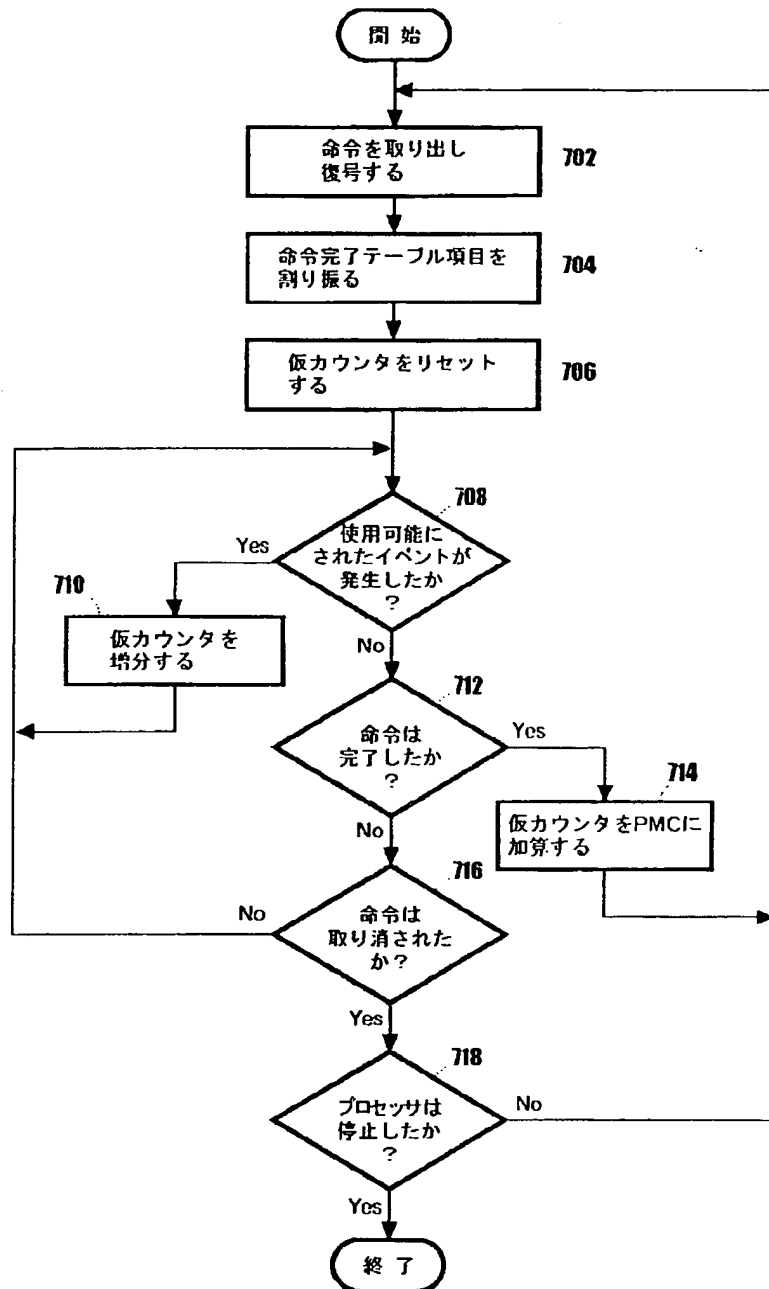 開始
命令を取り出し
復号する
702
命令完了テーブル項目を
割り振る
704
仮カウンタをリセット
する
706
708
使用可能に
されたイベントが
発生したか
?
Yes
710
仮カウンタを
増分する
No
712
命令は
完了したか
?
Yes
714
仮カウンタをPMCに
加算する
No
716
命令は
取り消された
か?
No
Yes
718
プロセッサは
停止したか
?
No
Yes
終了